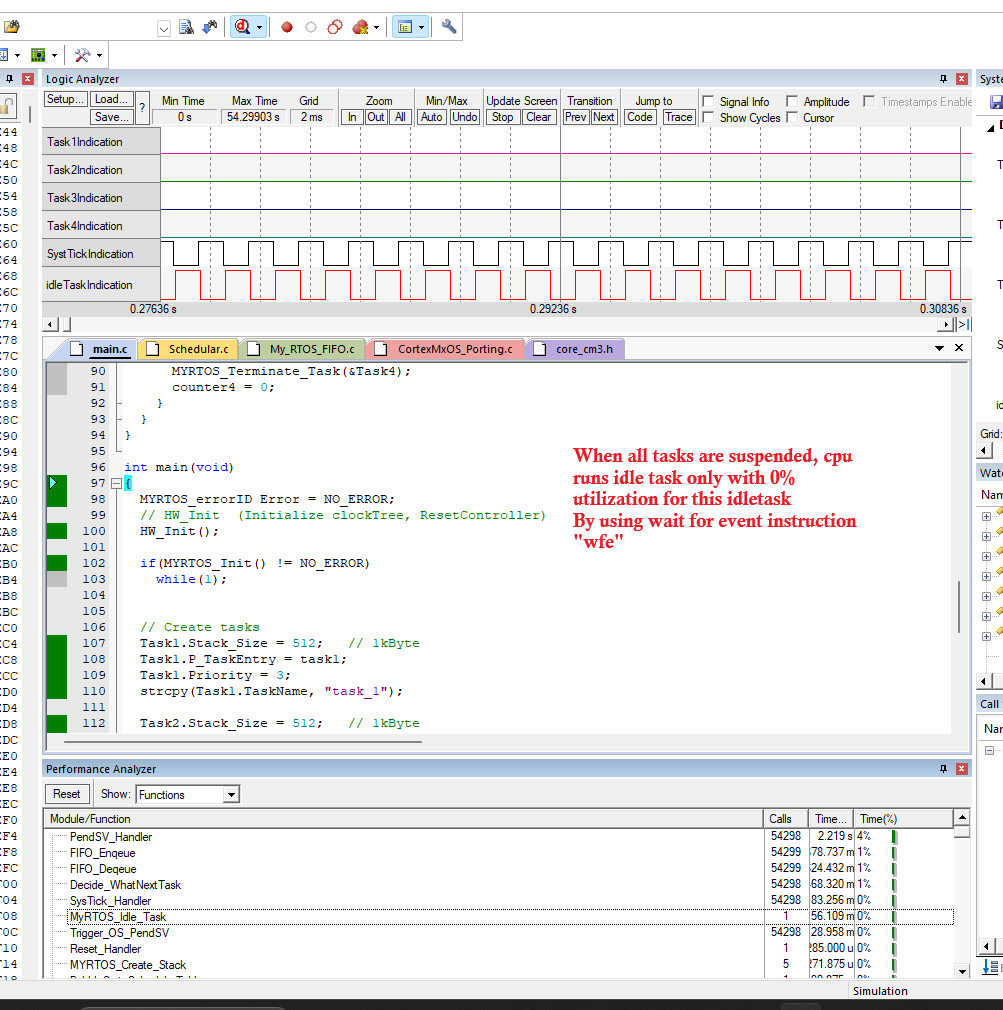 Logic Analyzer
Setup... Load... Save... ?
Min Time Max Time Grid Zoom Min/Max Update Screen Transition Jump to Signal Info Amplitude Timestamps Enable
0 s 54.29903 s 2 ms In Out All Auto Undo Stop Clear Prev Next Code Trace Show Cycles Cursor
Task1Indication
Task2Indication
Task3Indication
Task4Indication
SystTickIndication
idleTaskIndication
0.27636 s 0.29236 s 0.30836 s
main.c Schedular.c My_RTOS_FIFO.c CortexMxOS_Porting.c core_cm3.h
90 MYRTOS_Terminate_Task(&Task4);
91 counter4 = 0;
92 }
93 }
94 }
95
96 int main(void)
97 {
98 MYRTOS_errorID Error = NO_ERROR;
99 // HW_Init (Initialize clockTree, ResetController)
100 HW_Init();
101
102 if(MYRTOS_Init() != NO_ERROR)
103 while(1);
104
105
106 // Create tasks
107 Task1.Stack_Size = 512; // 1kByte
108 Task1.P_TaskEntry = task1;
109 Task1.Priority = 3;
110 strcpy(Task1.TaskName, "task_1");
111
112 Task2.Stack_Size = 512; // 1kByte
When all tasks are suspended, cpu
runs idle task only with 0%
utilization for this idletask
By using wait for event instruction
"wfe"
Performance Analyzer
Reset Show: Functions
Module/Function Calls Time... Time(%)
PendSV_Handler 54298 2.219 s 4%
FIFO_Enqeue 54299 78.737 m 1%
FIFO_Deqeue 54299 24.432 m 1%
Decide_WhatNextTask 54298 68.320 m 1%
SysTick_Handler 54298 83.256 m 0%
MyRTOS_Idle_Task 1 56.109 m 0%
Trigger_OS_PendSV 54298 28.958 m 0%
Reset_Handler 1 285.000 u 0%
MYRTOS_Create_Stack 5 271.875 u 0%
Simulation
Grid:
Call